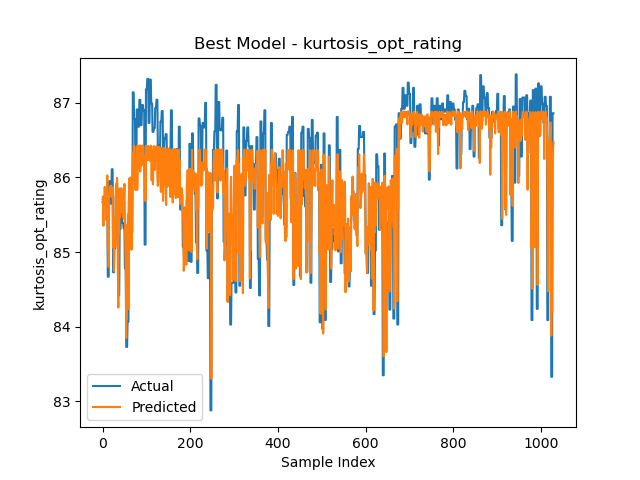 Best Model - kurtosis_opt_rating
kurtosis_opt_rating
87
86
85
84
83
Actual
Predicted
0
200
400
600
800
1000
Sample Index